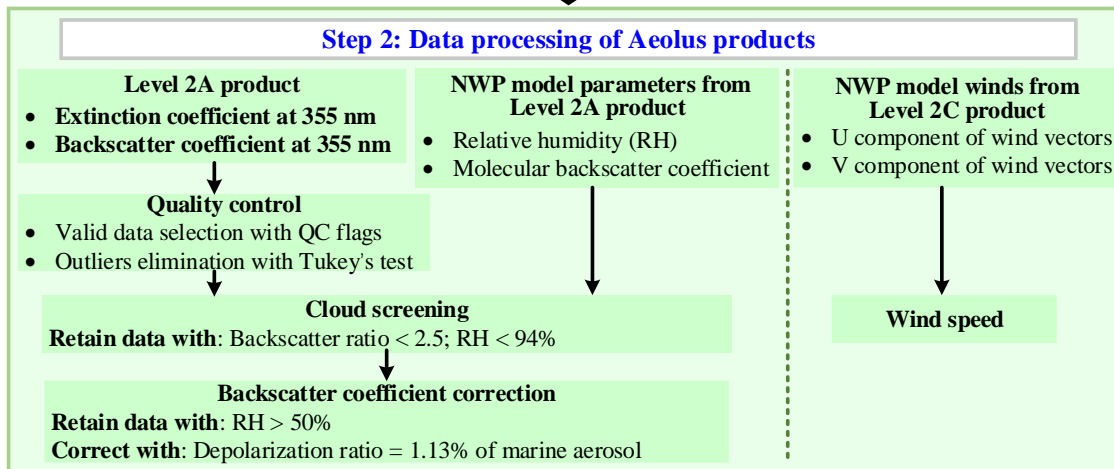 Step 2: Data processing of Aeolus products
Level 2A product
• Extinction coefficient at 355 nm
• Backscatter coefficient at 355 nm
Quality control
• Valid data selection with QC flags
• Outliers elimination with Tukey's test
NWP model parameters from
Level 2A product
• Relative humidity (RH)
• Molecular backscatter coefficient
Cloud screening
Retain data with: Backscatter ratio < 2.5; RH < 94%
Backscatter coefficient correction
Retain data with: RH > 50%
Correct with: Depolarization ratio = 1.13% of marine aerosol
NWP model winds from
Level 2C product
• U component of wind vectors
• V component of wind vectors
Wind speed